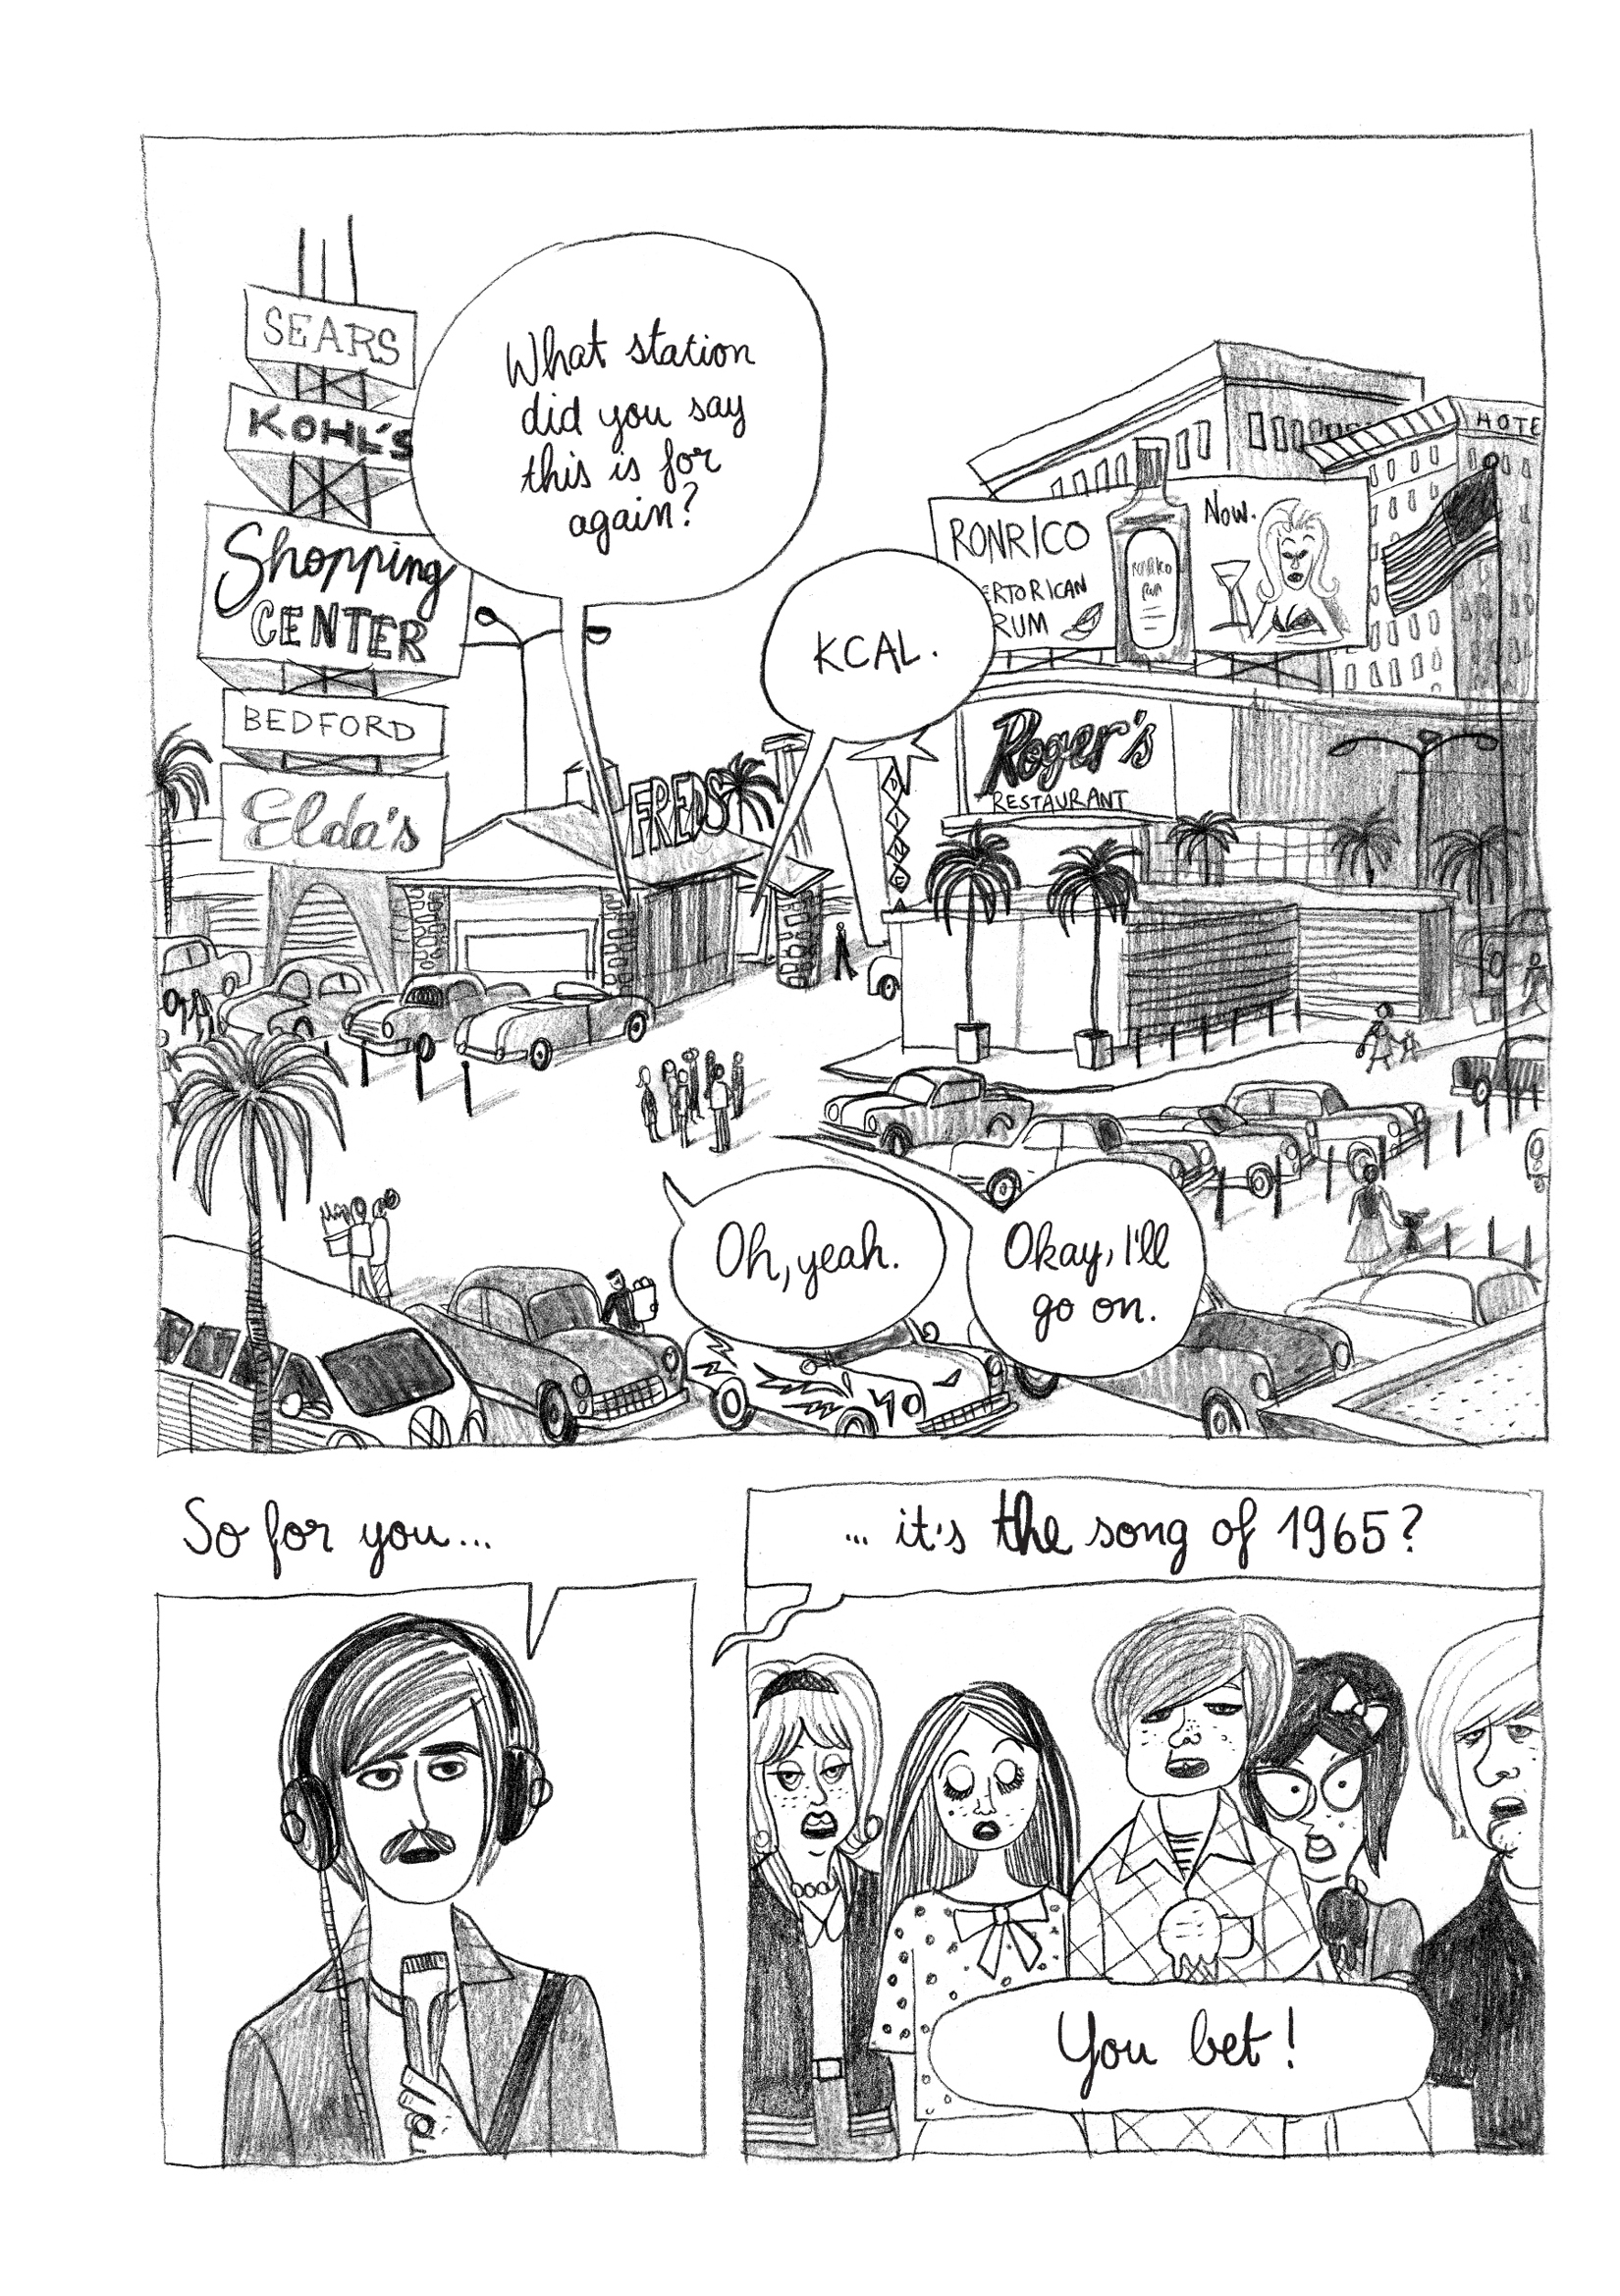 SEARS
KOHL'S
Shopping
CENTER
BEDFORD
Elda's
What station
did you say
this is for
again?
KCAL.
RONRICO
ERTORICAN
RUM
RUM
Now.
HOTE
FREDS
DINC
Roger's
RESTAURANT
Oh, yeah.
Okay, I'll
go on.
So for you...
... it's the song of 1965?
You bet!